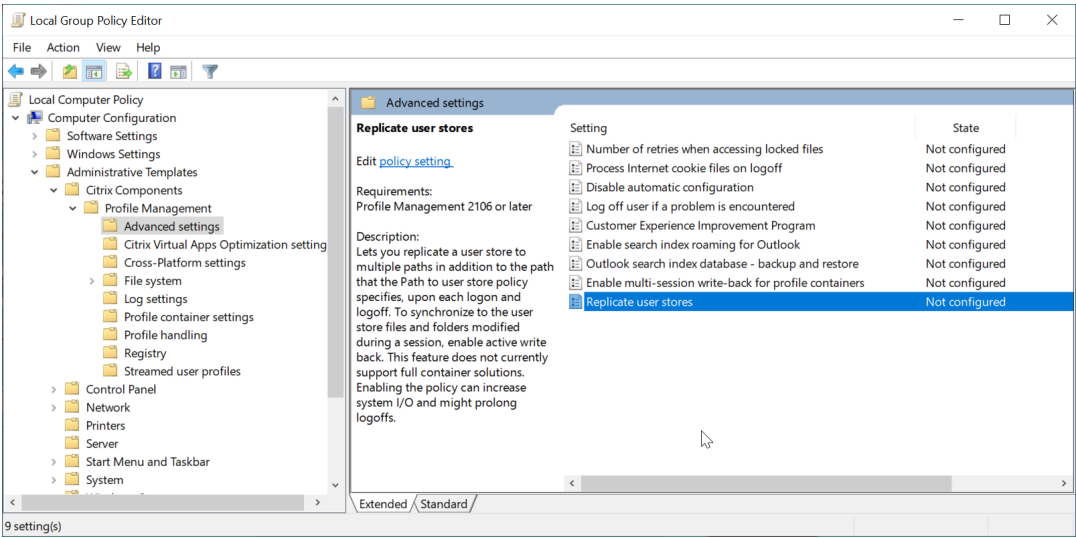 Local Group Policy Editor
File Action View Help
Local Computer Policy
Computer Configuration
Software Settings
Windows Settings
Administrative Templates
Citrix Components
Profile Management
Advanced settings
Citrix Virtual Apps Optimization setting
Cross-Platform settings
File system
Log settings
Profile container settings
Profile handling
Registry
Streamed user profiles
Control Panel
Network
Printers
Server
Start Menu and Taskbar
System
Advanced settings
Replicate user stores
Edit policy setting
Requirements:
Profile Management 2106 or later
Description:
Lets you replicate a user store to
multiple paths in addition to the path
that the Path to user store policy
specifies, upon each logon and
logoff. To synchronize to the user
store files and folders modified
during a session, enable active write
back. This feature does not currently
support full container solutions.
Enabling the policy can increase
system I/O and might prolong
logoffs.
Setting State
Number of retries when accessing locked files Not configured
Process Internet cookie files on logoff Not configured
Disable automatic configuration Not configured
Log off user if a problem is encountered Not configured
Customer Experience Improvement Program Not configured
Enable search index roaming for Outlook Not configured
Outlook search index database - backup and restore Not configured
Enable multi-session write-back for profile containers Not configured
Replicate user stores Not configured
Extended Standard
9 setting(s)